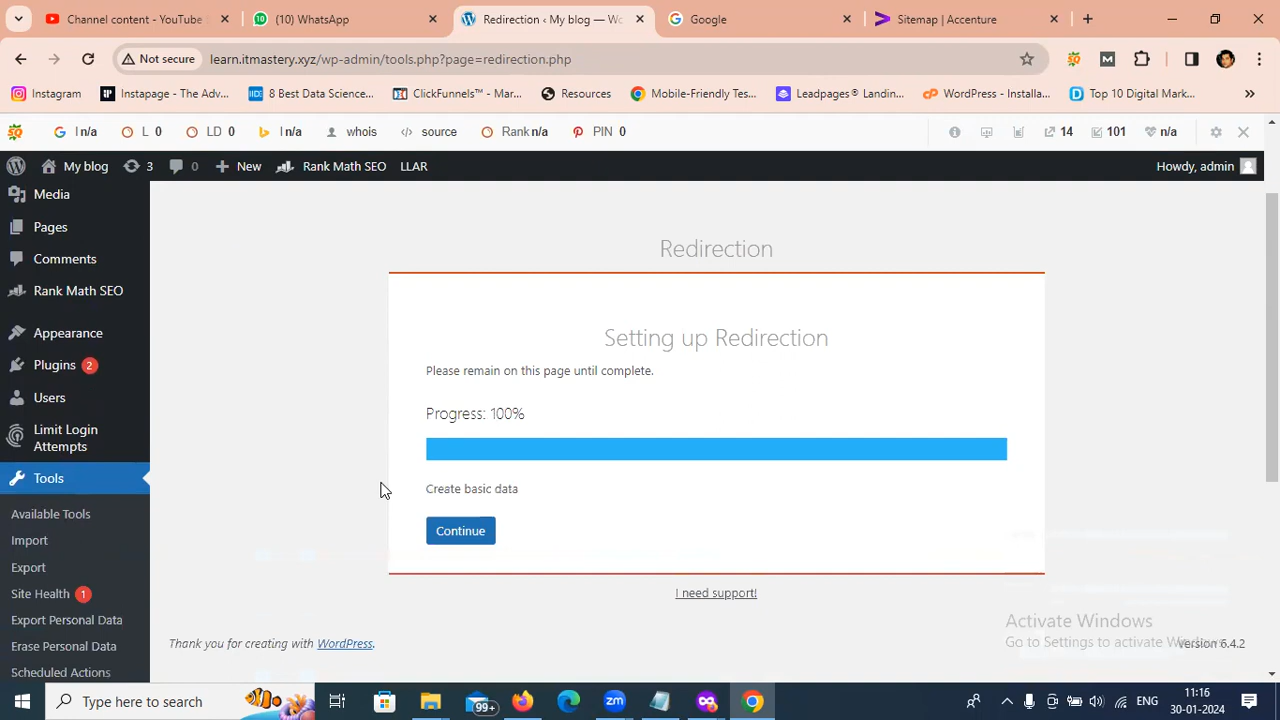 Channel content - YouTube
(10) WhatsApp
Redirection ‹ My blog — Wo
Google
Sitemap | Accenture
Not secure
learn.itmastery.xyz/wp-admin/tools.php?page=redirection.php
Instagram
Instapage - The Adv...
8 Best Data Science...
ClickFunnels™ - Mar...
Resources
Mobile-Friendly Tes...
Leadpages® Landin...
WordPress - Installa...
Top 10 Digital Mark...
I n/a
L 0
LD 0
I n/a
whois
source
Rank n/a
PIN 0
14
101
n/a
My blog
3
0
New
Rank Math SEO
LLAR
Howdy, admin
Media
Pages
Comments
Rank Math SEO
Appearance
Plugins 2
Users
Limit Login
Attempts
Tools
Available Tools
Import
Export
Site Health 1
Export Personal Data
Erase Personal Data
Scheduled Actions
Redirection
Setting up Redirection
Please remain on this page until complete.
Progress: 100%
Create basic data
Continue
I need support!
Thank you for creating with WordPress.
Activate Windows
Go to Settings to activate Windows.
Version 6.4.2
Type here to search
99+
zm
ENG
11:16
30-01-2024